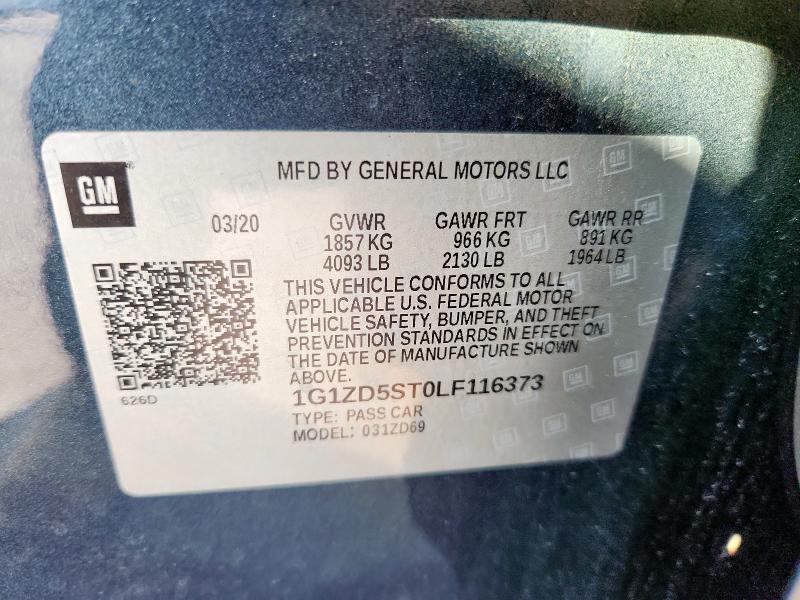 GM
MFD BY GENERAL MOTORS LLC
03/20 GVWR GAWR FRT GAWR RR
1857 KG 966 KG 891 KG
4093 LB 2130 LB 1964 LB
THIS VEHICLE CONFORMS TO ALL
APPLICABLE U.S. FEDERAL MOTOR
VEHICLE SAFETY, BUMPER, AND THEFT
PREVENTION STANDARDS IN EFFECT ON
THE DATE OF MANUFACTURE SHOWN
ABOVE.
626D
1G1ZD5ST0LF116373
TYPE: PASS CAR
MODEL: 031ZD69